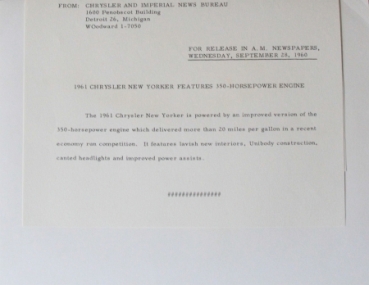 FROM: CHRYSLER AND IMPERIAL NEWS BUREAU
1600 Penobscot Building
Detroit 26, Michigan
WOodward 1-7050
FOR RELEASE IN A.M. NEWSPAPERS,
WEDNESDAY, SEPTEMBER 28, 1960
1961 CHRYSLER NEW YORKER FEATURES 350-HORSEPOWER ENGINE
The 1961 Chrysler New Yorker is powered by an improved version of the
350-horsepower engine which delivered more than 20 miles per gallon in a recent
economy run competition. It features lavish new interiors, Unibody construction,
canted headlights and improved power assists.
###############